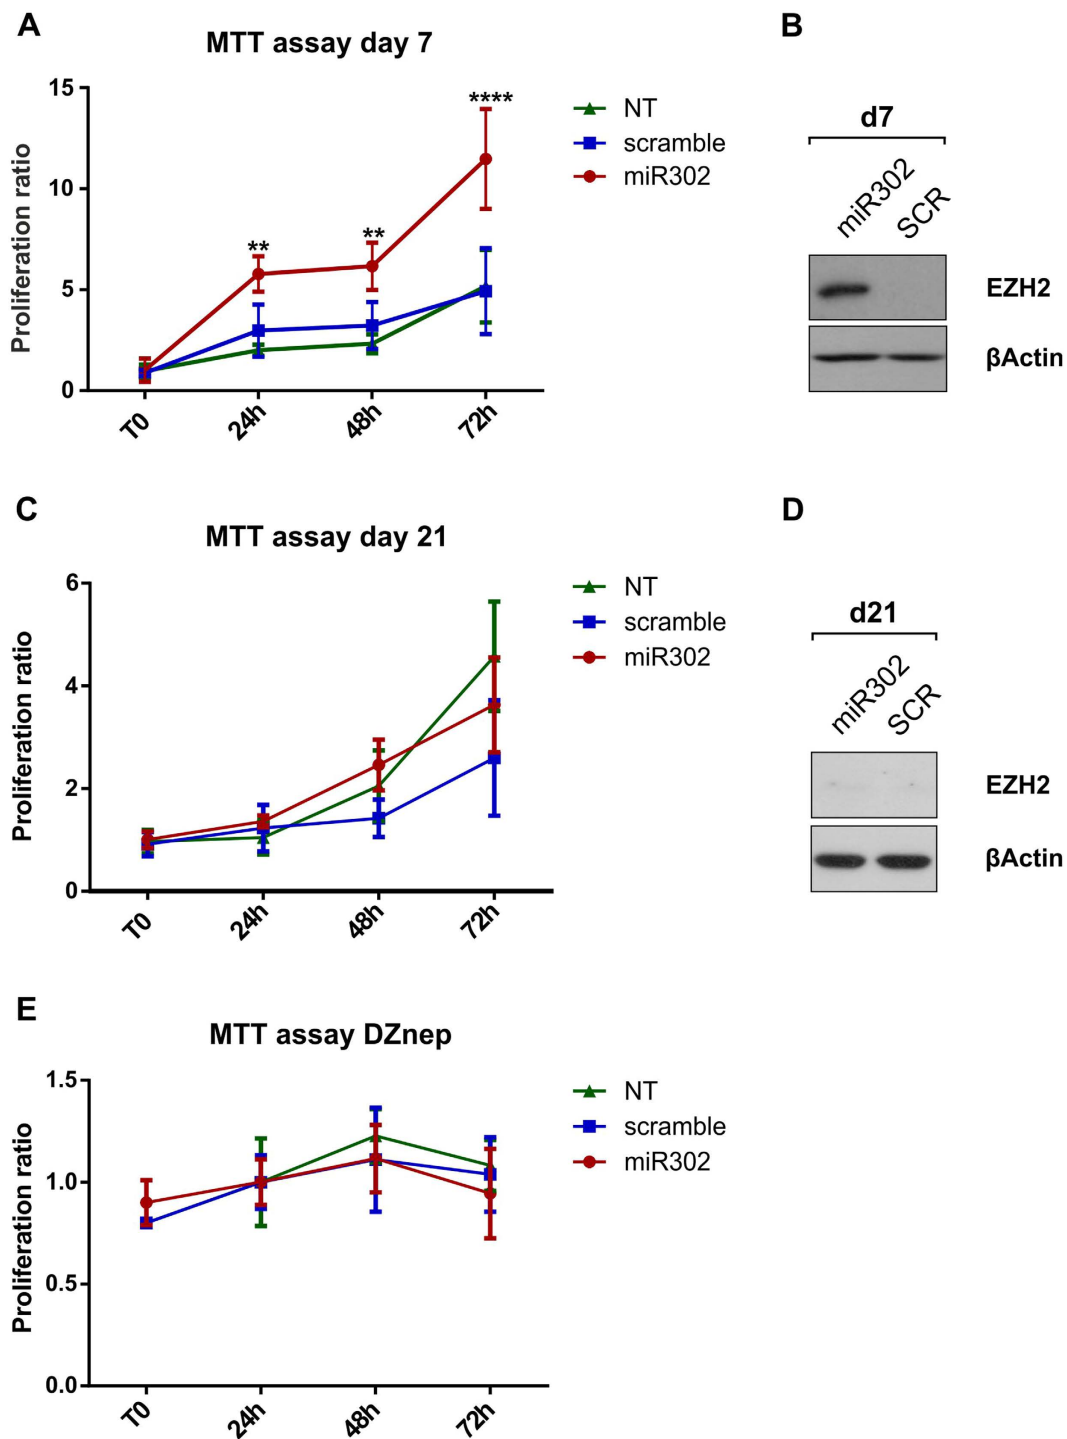 A
MTT assay day 7
Proliferation ratio
15
10
5
0
T0
24h
48h
72h
**
**
****
NT
scramble
miR302
B
d7
miR302
SCR
EZH2
βActin
C
MTT assay day 21
Proliferation ratio
6
4
2
0
T0
24h
48h
72h
NT
scramble
miR302
D
d21
miR302
SCR
EZH2
βActin
E
MTT assay DZnep
Proliferation ratio
1.5
1.0
0.5
0.0
T0
24h
48h
72h
NT
scramble
miR302